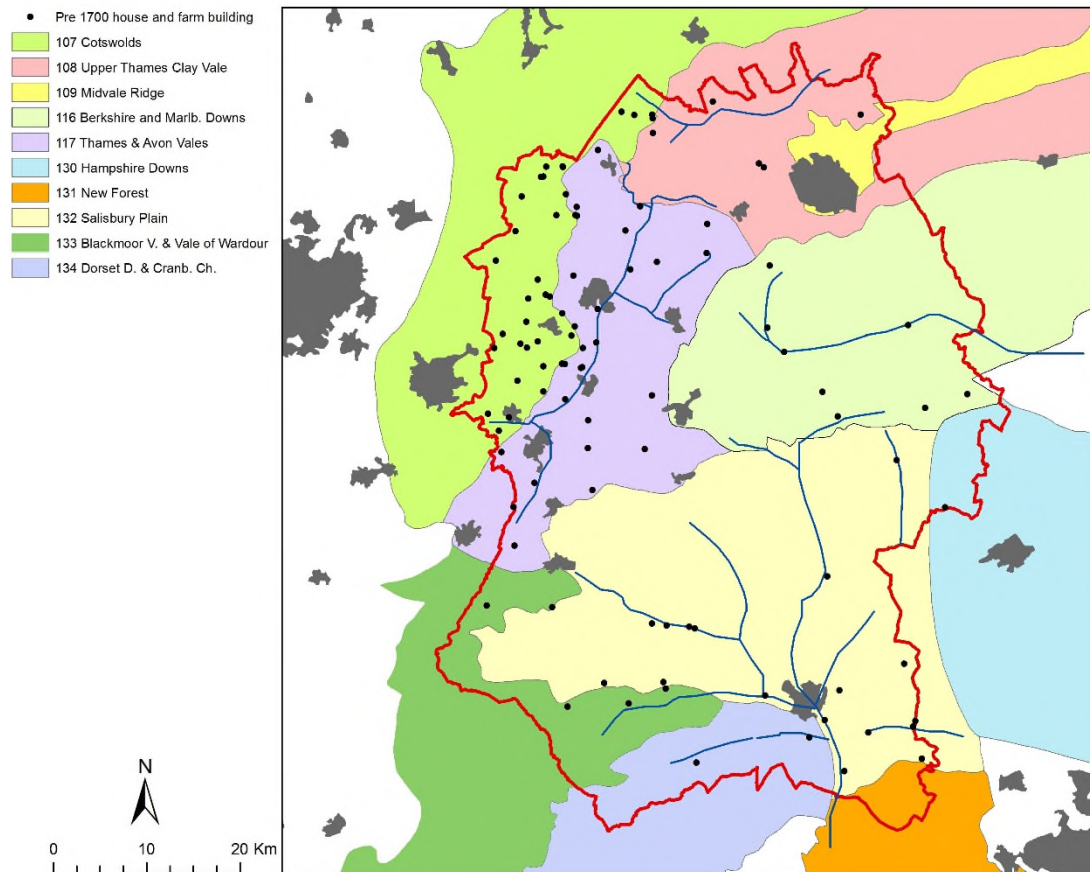 Pre 1700 house and farm building
107 Cotswolds
108 Upper Thames Clay Vale
109 Midvale Ridge
116 Berkshire and Marlb. Downs
117 Thames & Avon Vales
130 Hampshire Downs
131 New Forest
132 Salisbury Plain
133 Blackmoor V. & Vale of Wardour
134 Dorset D. & Cranb. Ch.
N
0 10 20 Km